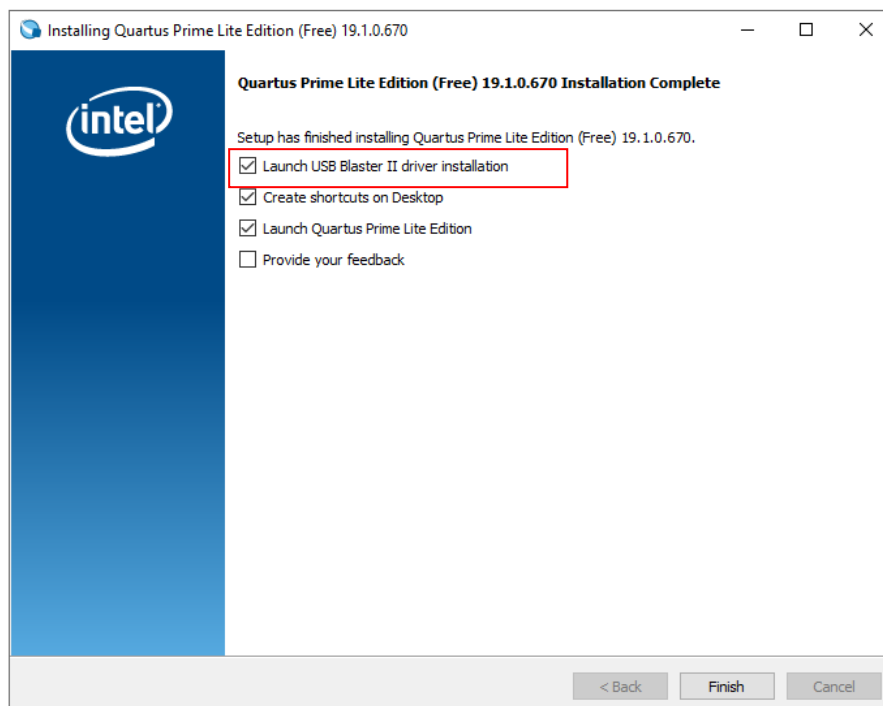 Installing Quartus Prime Lite Edition (Free) 19.1.0.670
intel
Quartus Prime Lite Edition (Free) 19.1.0.670 Installation Complete
Setup has finished installing Quartus Prime Lite Edition (Free) 19.1.0.670.
Launch USB Blaster II driver installation
Create shortcuts on Desktop
Launch Quartus Prime Lite Edition
Provide your feedback
< Back Finish Cancel